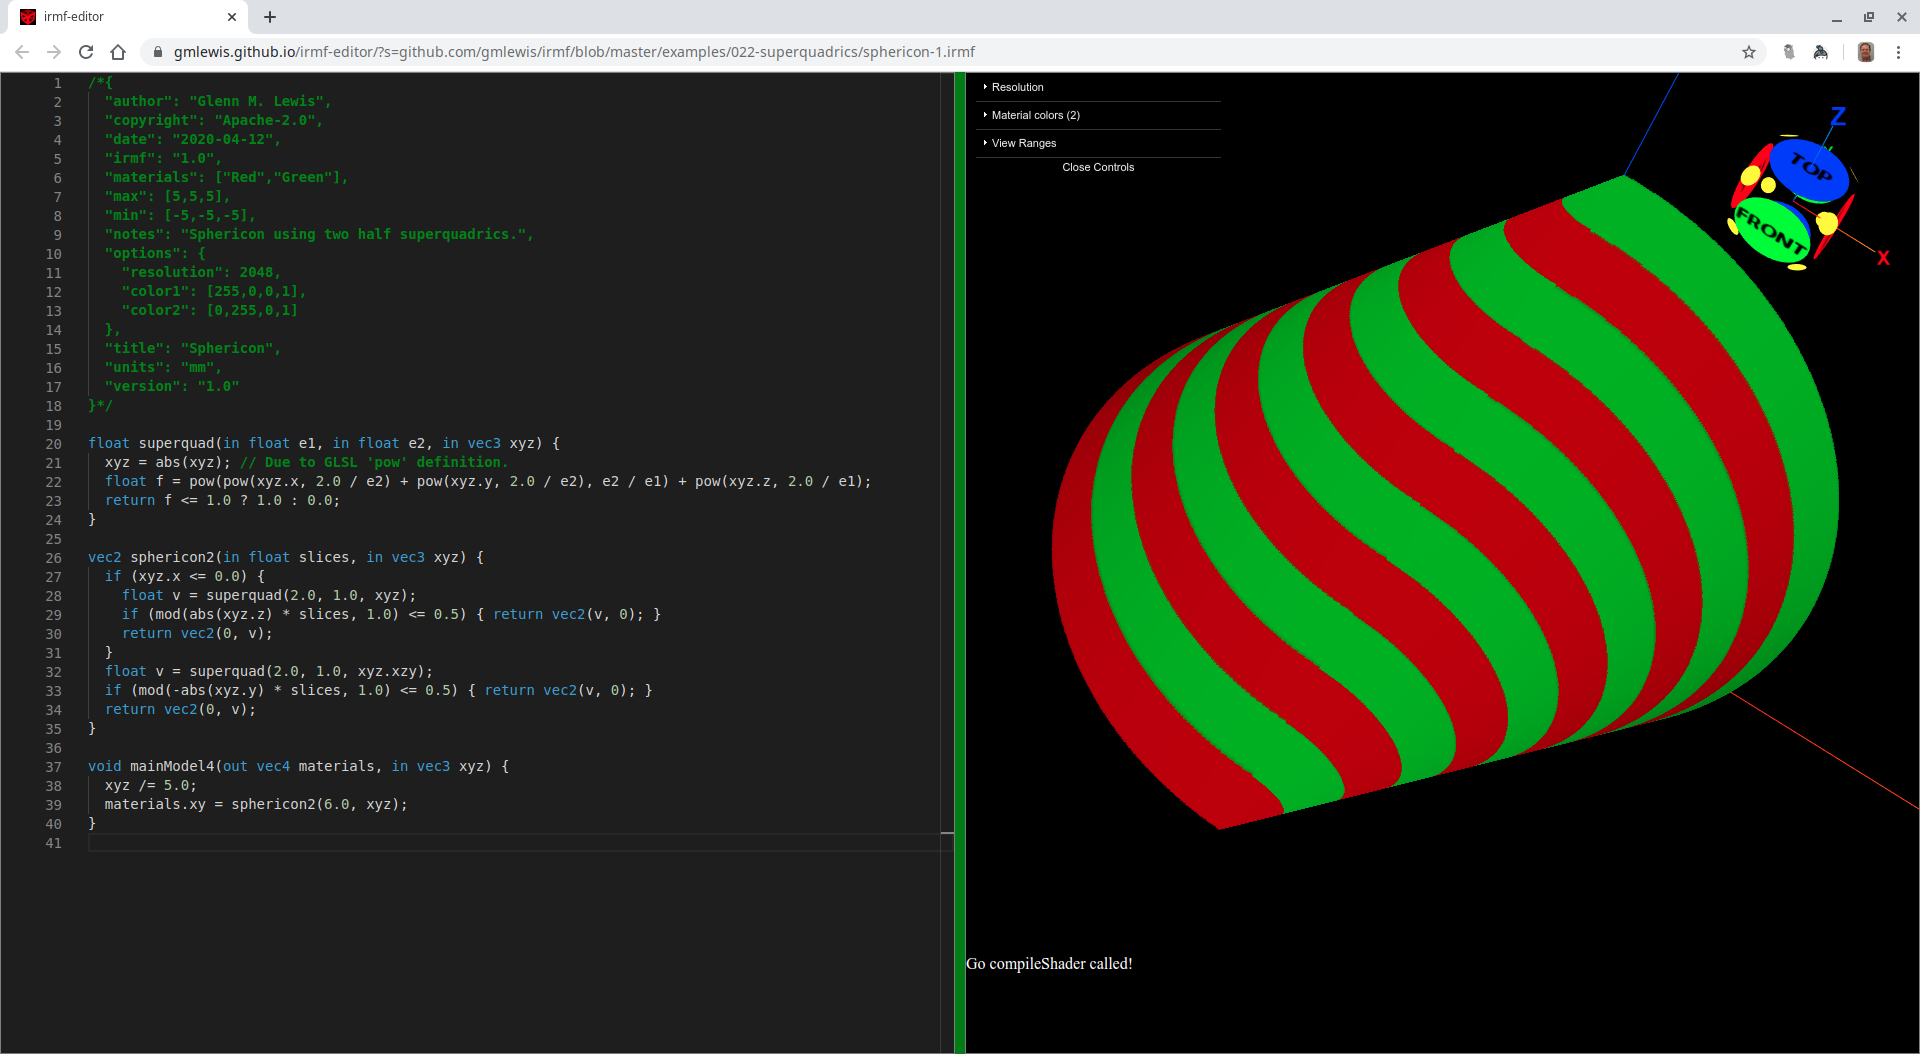 irmf-editor
gmlewis.github.io/irmf-editor/?s=github.com/gmlewis/irmf/blob/master/examples/022-superquadrics/sphericon-1.irmf
1 /*{
2   "author": "Glenn M. Lewis",
3   "copyright": "Apache-2.0",
4   "date": "2020-04-12",
5   "irmf": "1.0",
6   "materials": ["Red","Green"],
7   "max": [5,5,5],
8   "min": [-5,-5,-5],
9   "notes": "Sphericon using two half superquadrics.",
10   "options": {
11     "resolution": 2048,
12     "color1": [255,0,0,1],
13     "color2": [0,255,0,1]
14   },
15   "title": "Sphericon",
16   "units": "mm",
17   "version": "1.0"
18 }*/
19
20 float superquad(in float e1, in float e2, in vec3 xyz) {
21   xyz = abs(xyz); // Due to GLSL 'pow' definition.
22   float f = pow(pow(xyz.x, 2.0 / e2) + pow(xyz.y, 2.0 / e2), e2 / e1) + pow(xyz.z, 2.0 / e1);
23   return f <= 1.0 ? 1.0 : 0.0;
24 }
25
26 vec2 sphericon2(in float slices, in vec3 xyz) {
27   if (xyz.x <= 0.0) {
28     float v = superquad(2.0, 1.0, xyz);
29     if (mod(abs(xyz.z) * slices, 1.0) <= 0.5) { return vec2(v, 0); }
30     return vec2(0, v);
31   }
32   float v = superquad(2.0, 1.0, xyz.xzy);
33   if (mod(-abs(xyz.y) * slices, 1.0) <= 0.5) { return vec2(v, 0); }
34   return vec2(0, v);
35 }
36
37 void mainModel4(out vec4 materials, in vec3 xyz) {
38   xyz /= 5.0;
39   materials.xy = sphericon2(6.0, xyz);
40 }
41
Resolution
Material colors (2)
View Ranges
Close Controls
Z
TOP
FRONT
X
Go compileShader called!